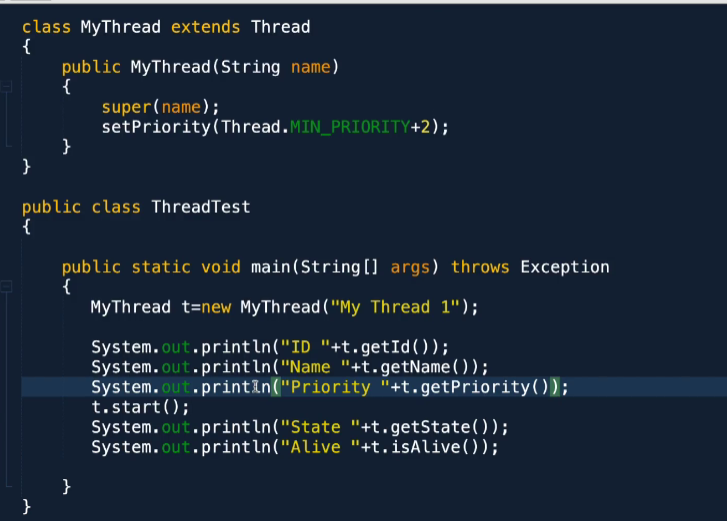 class MyThread extends Thread
{
    public MyThread(String name)
    {
        super(name);
        setPriority(Thread.MIN_PRIORITY+2);
    }
}
public class ThreadTest
{
    public static void main(String[] args) throws Exception
    {
       MyThread t=new MyThread("My Thread 1");
       System.out.println("ID "+t.getId());
       System.out.println("Name "+t.getName());
       System.out.println("Priority "+t.getPriority());
       t.start();
       System.out.println("State "+t.getState());
       System.out.println("Alive "+t.isAlive());
    }
}